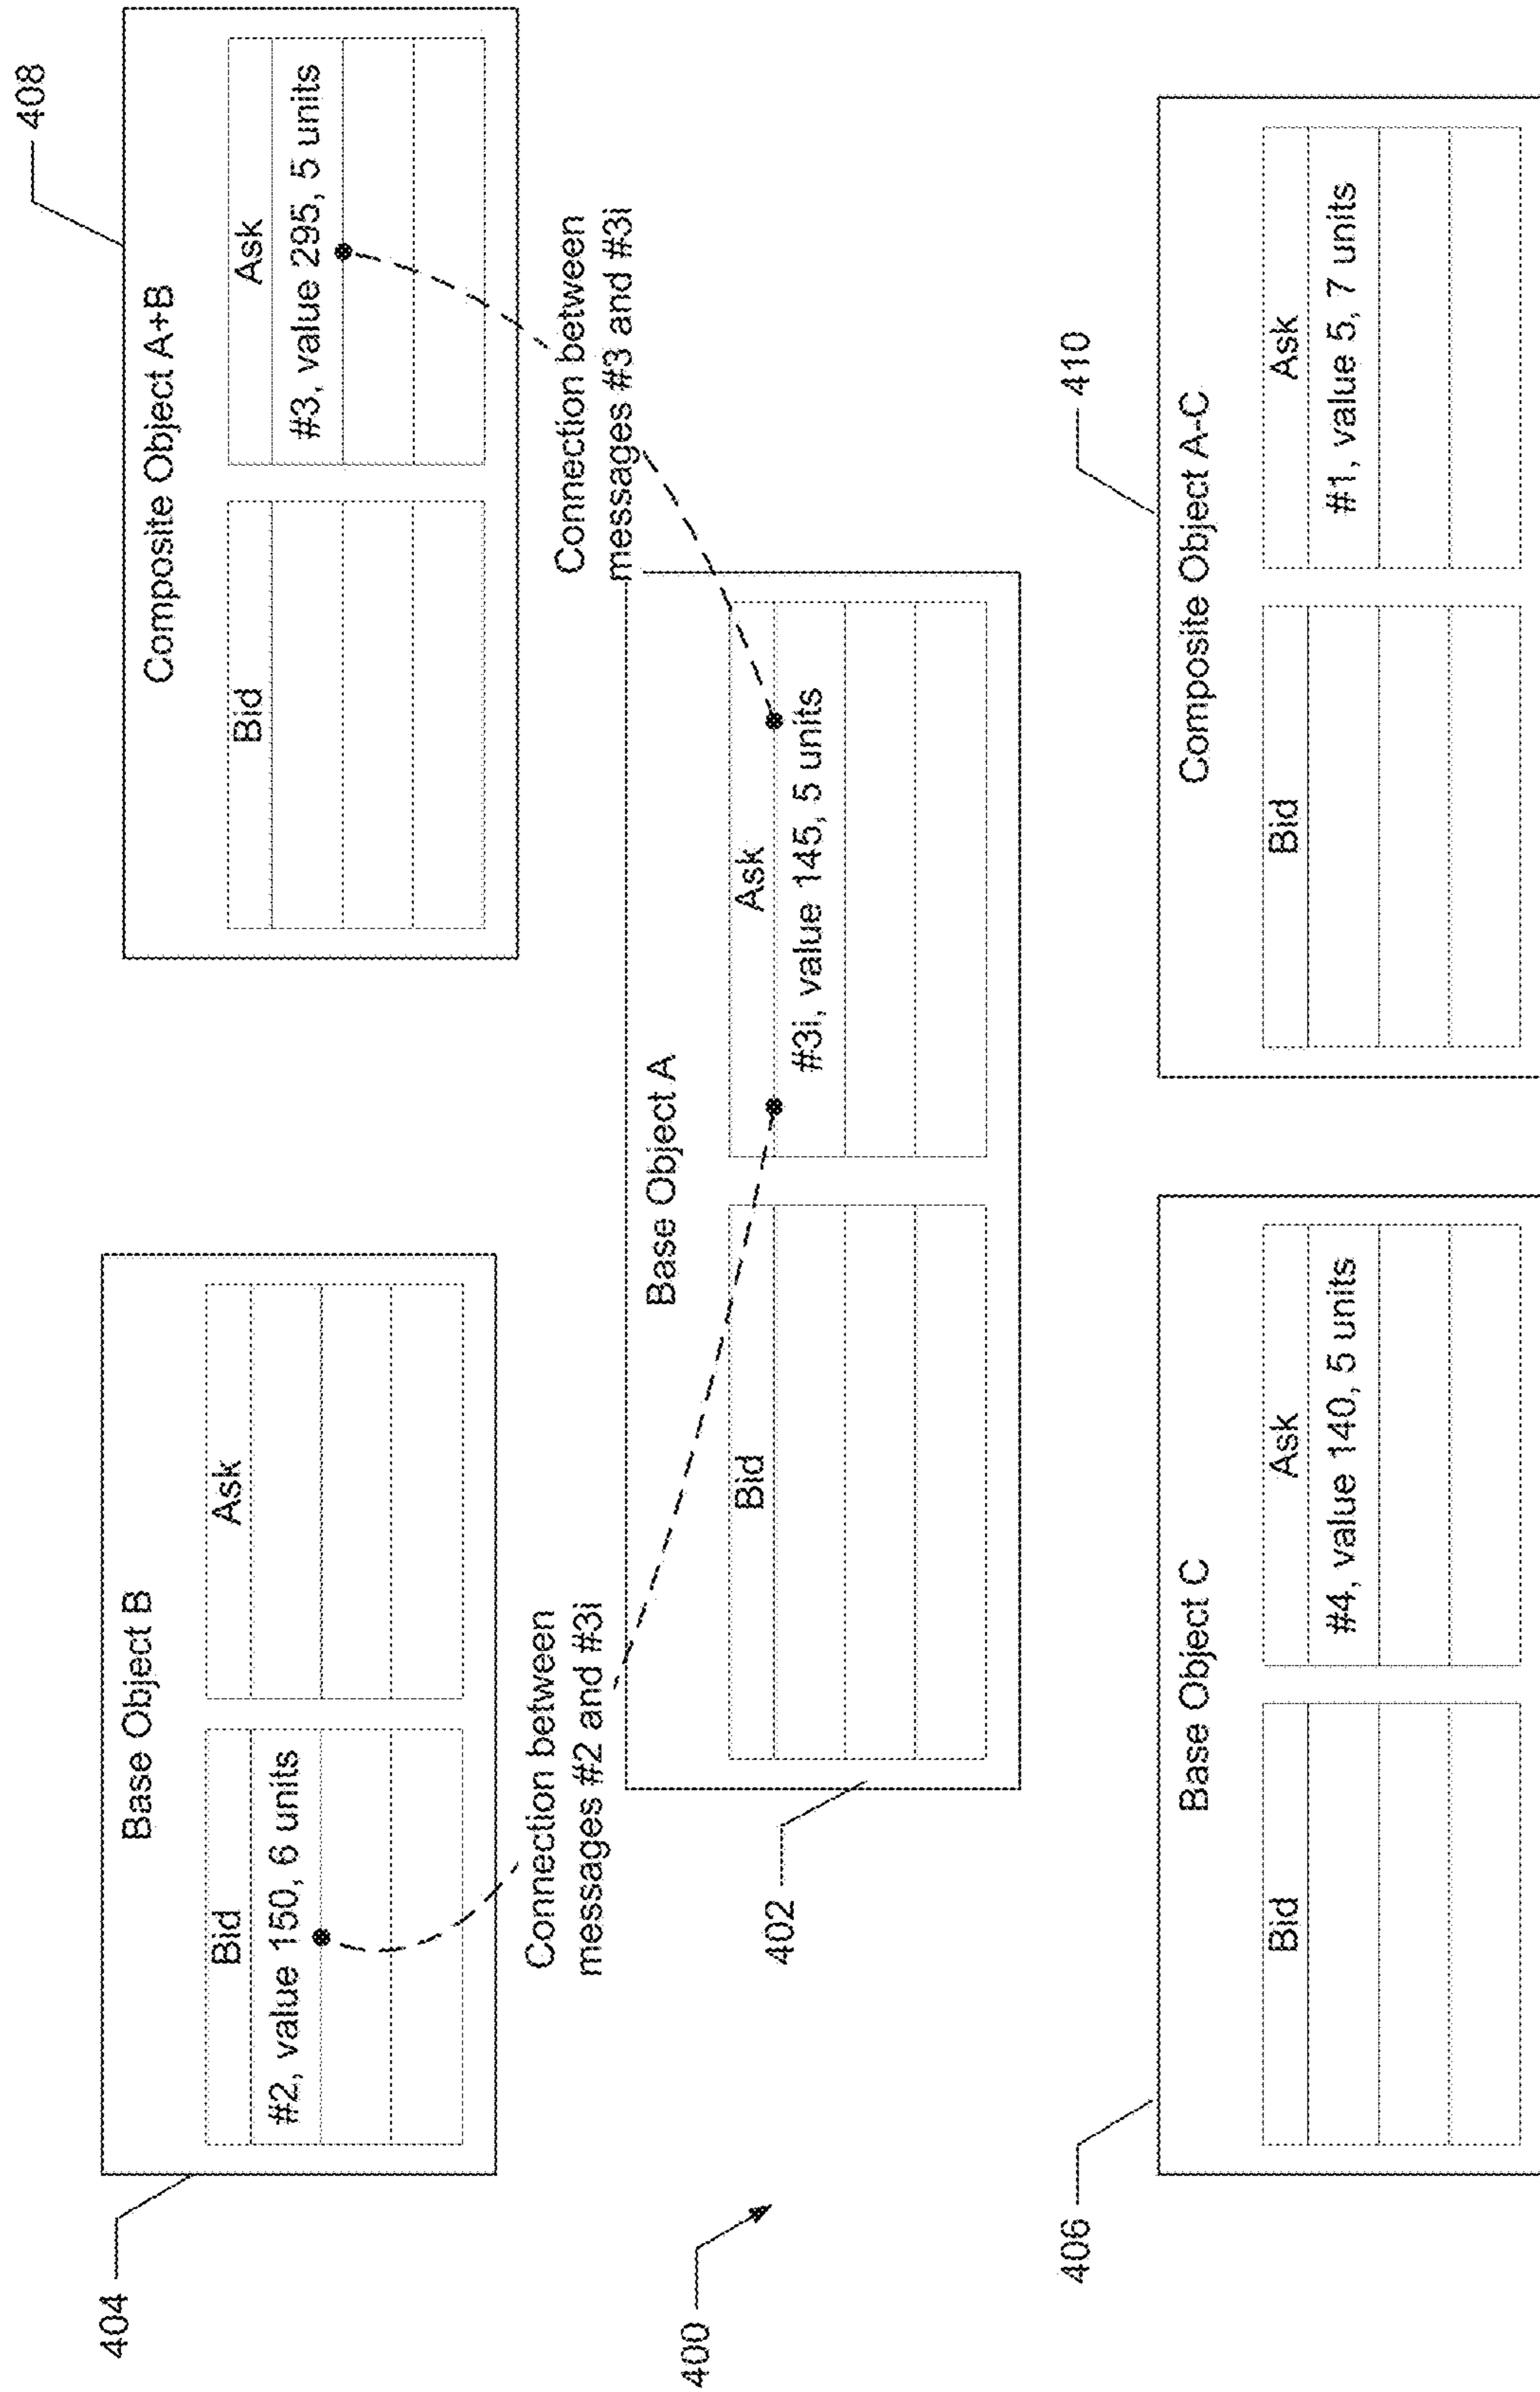 404
Base Object B
Bid
#2, value 150, 6 units
Ask
408
Composite Object A+B
Bid
Ask
#3, value 295, 5 units
Connection between
messages #2 and #3i
Connection between
messages #3 and #3i
400
402
Base Object A
Bid
Ask
#3i, value 145, 5 units
406
Base Object C
Bid
Ask
#4, value 140, 5 units
410
Composite Object A-C
Bid
Ask
#1, value 5, 7 units